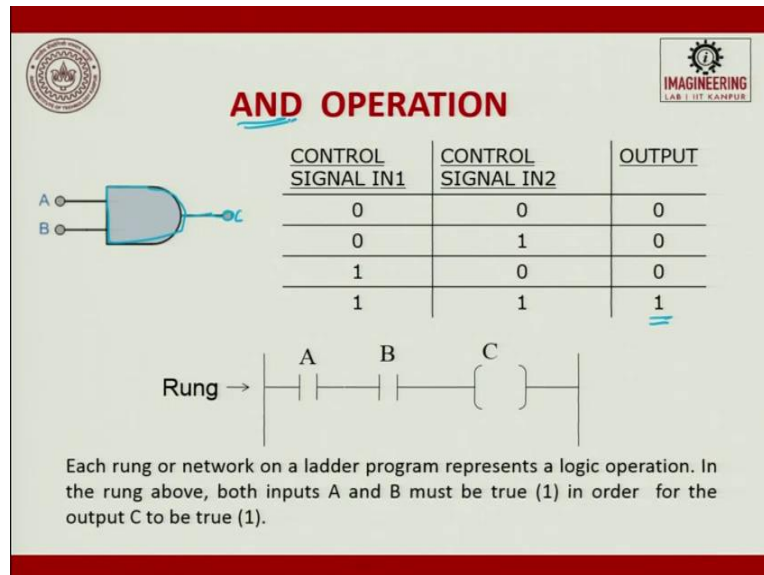 IMAGINEERING
LAB | IIT KANPUR
AND OPERATION
CONTROL
SIGNAL IN1
CONTROL
SIGNAL IN2
OUTPUT
A
B
C
0 0 0
0 1 0
1 0 0
1 1 1
A B C
Rung →
Each rung or network on a ladder program represents a logic operation. In
the rung above, both inputs A and B must be true (1) in order for the
output C to be true (1).